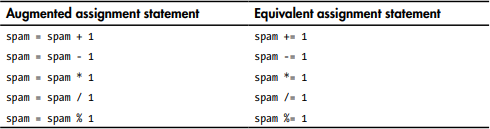 Augmented assignment statement Equivalent assignment statement
spam = spam + 1 spam += 1
spam = spam - 1 spam -= 1
spam = spam * 1 spam *= 1
spam = spam / 1 spam /= 1
spam = spam % 1 spam %= 1